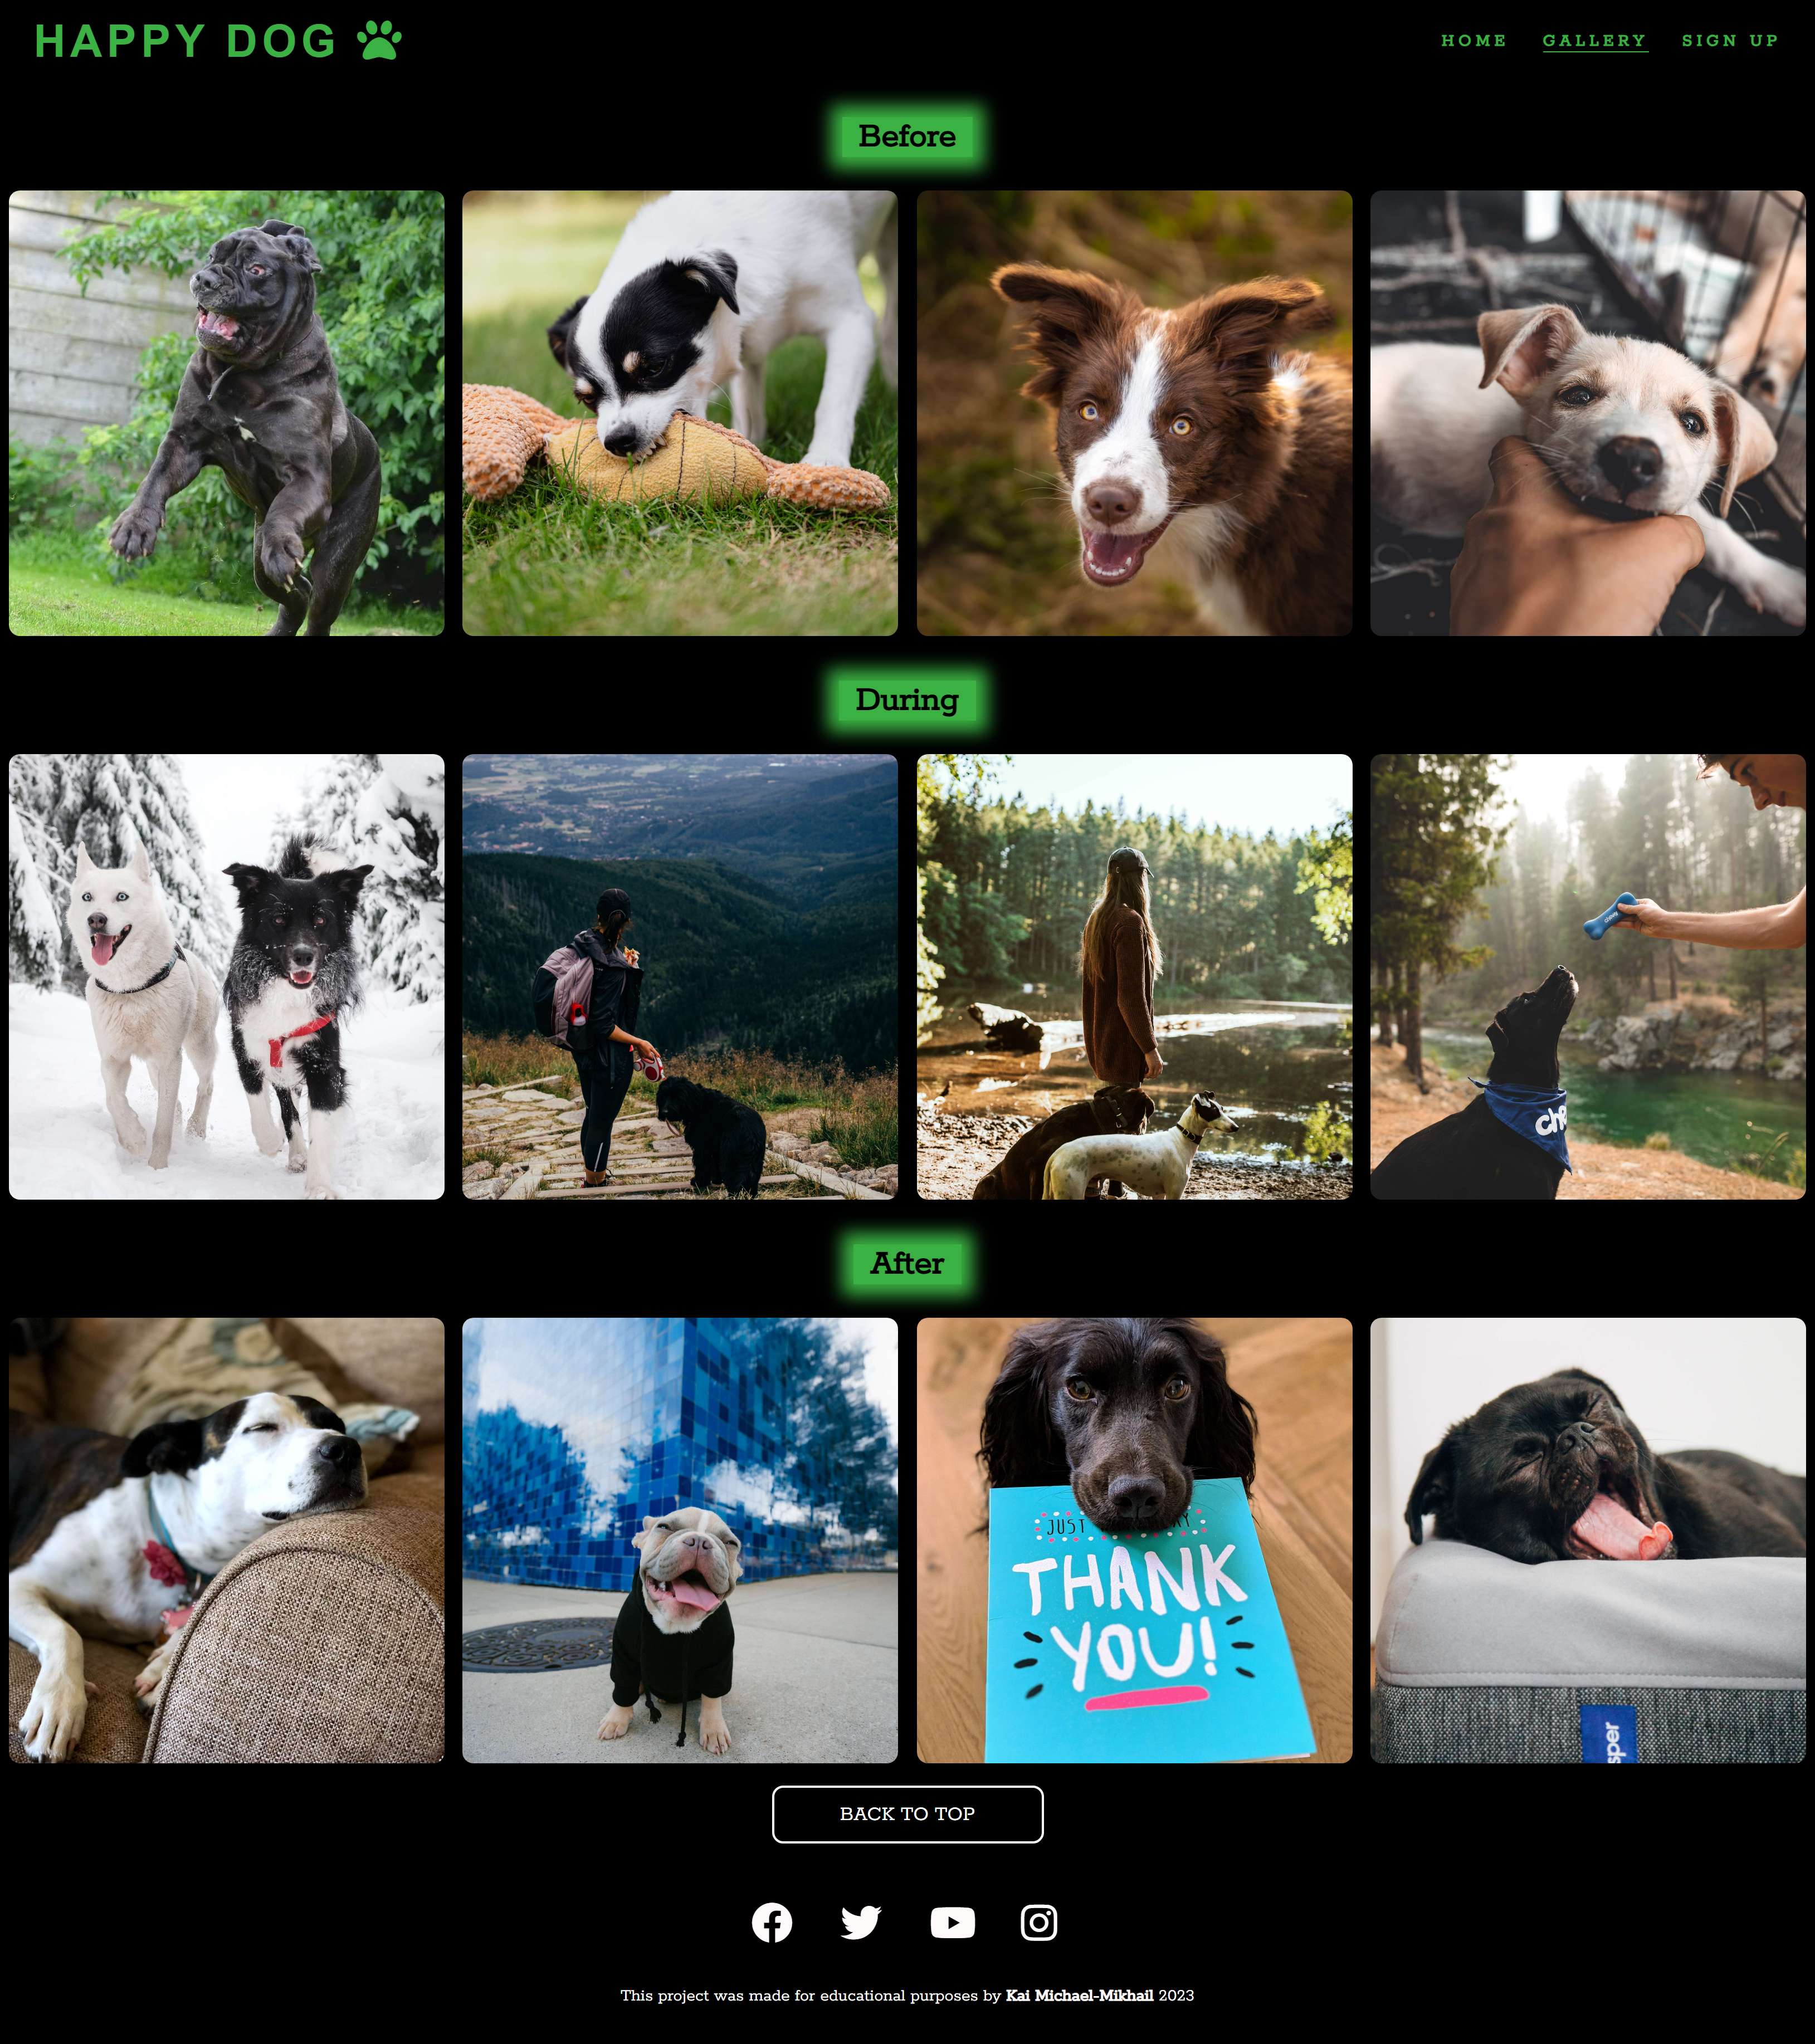 HAPPY DOG
HOME GALLERY SIGN UP
Before
During
chewy
che
After
JUST
THANK
YOU!
sper
BACK TO TOP
This project was made for educational purposes by Kai Michael-Mikhail 2023